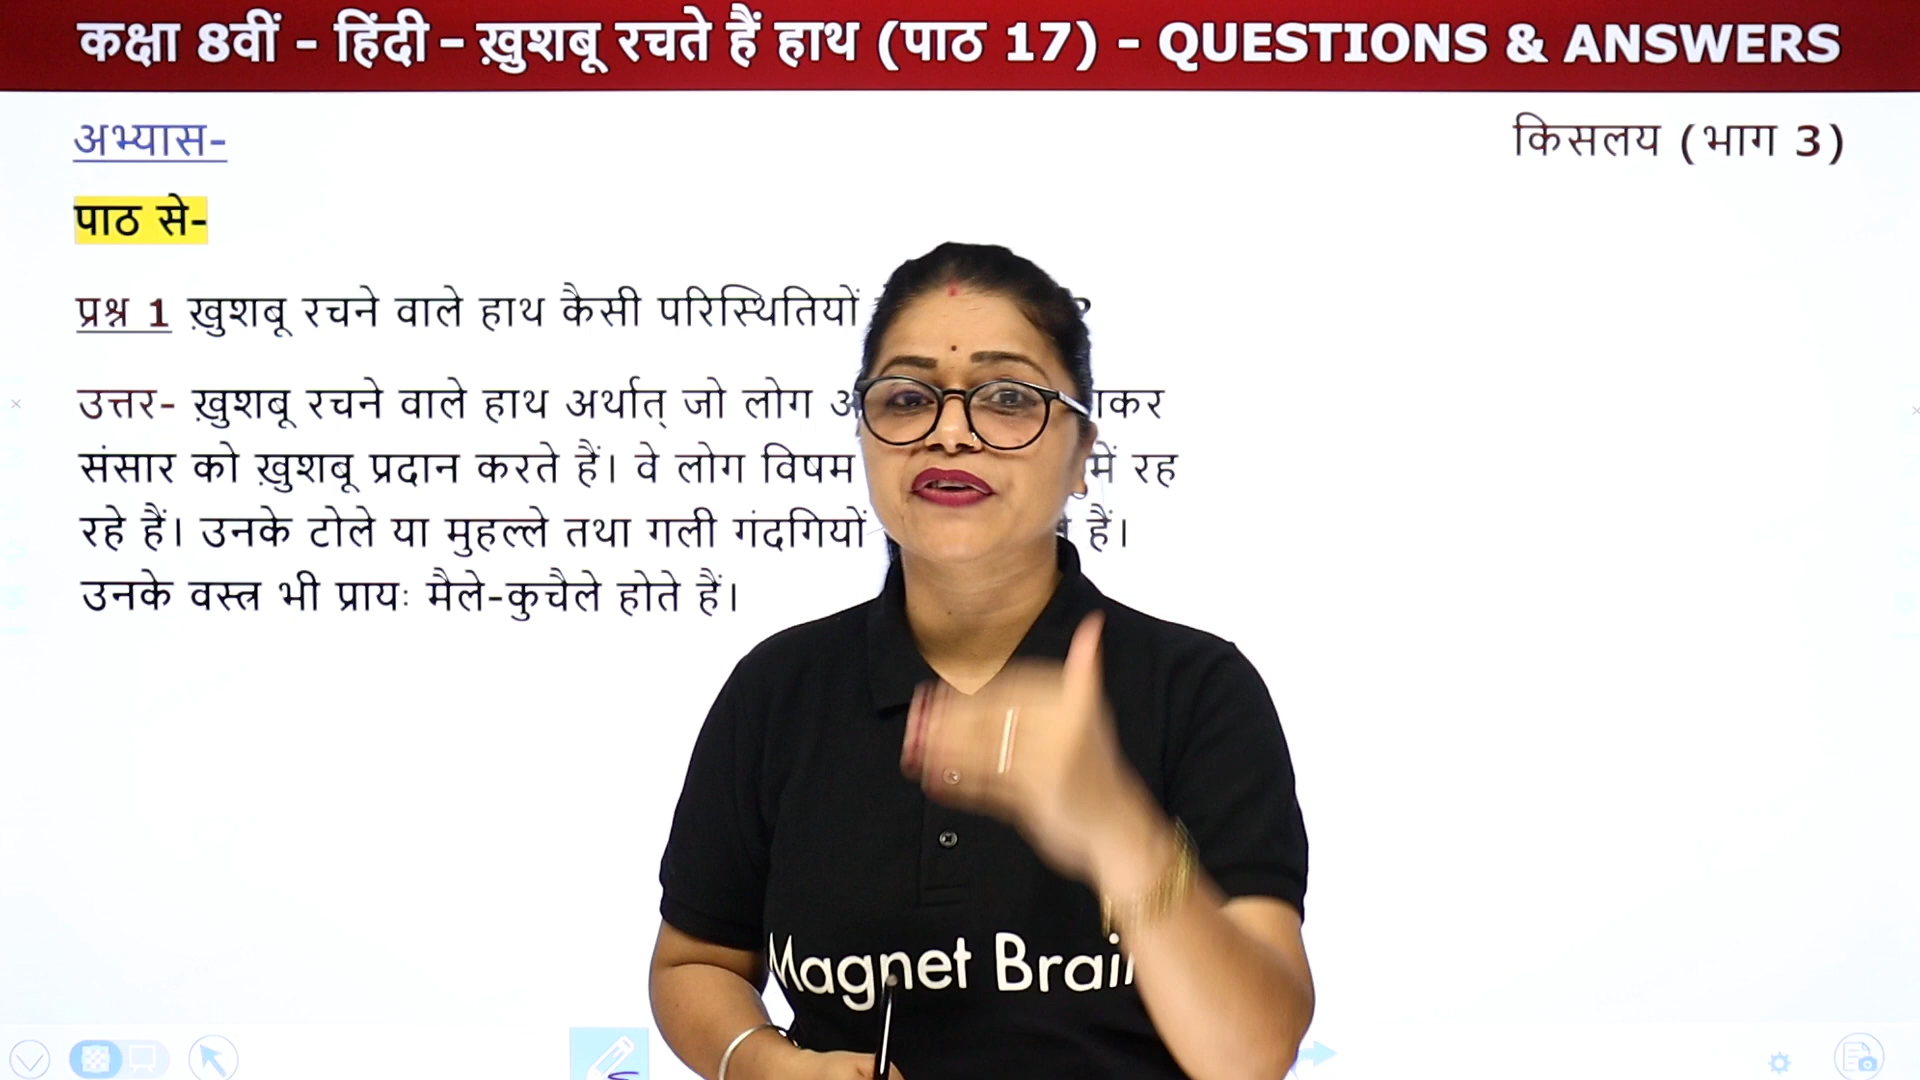 कक्षा 8वीं - हिंदी - ख़ुशबू रचते हैं हाथ (पाठ 17) - QUESTIONS & ANSWERS
अभ्यास-
किसलय (भाग 3)
पाठ से-
प्रश्न 1 ख़ुशबू रचने वाले हाथ कैसी परिस्थितियों ?
उत्तर- ख़ुशबू रचने वाले हाथ अर्थात् जो लोग
संसार को ख़ुशबू प्रदान करते हैं। वे लोग विषम में रह
रहे हैं। उनके टोले या मुहल्ले तथा गली गंदगियों हैं।
उनके वस्त्र भी प्रायः मैले-कुचैले होते हैं।
Magnet